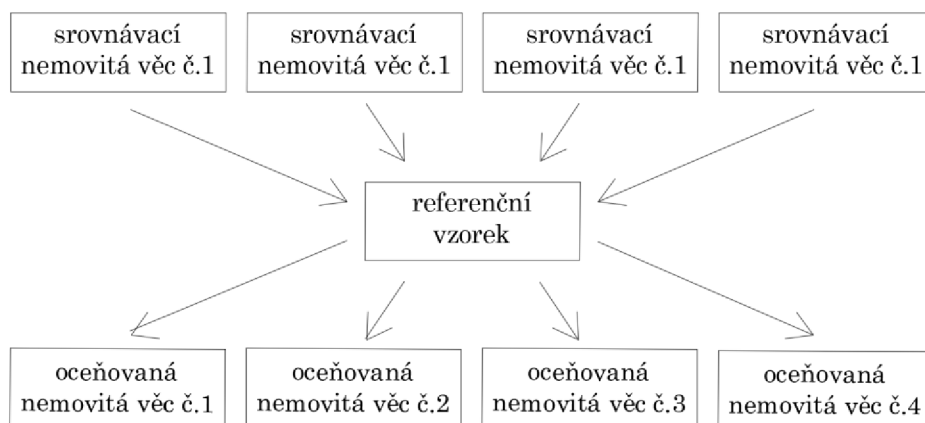 srovnávací
nemovitá věc č.1
srovnávací
nemovitá věc č.1
srovnávací
nemovitá věc č.1
srovnávací
nemovitá věc č.1
referenční
vzorek
oceňovaná
nemovitá věc č.1
oceňovaná
nemovitá věc č.2
oceňovaná
nemovitá věc č.3
oceňovaná
nemovitá věc č.4